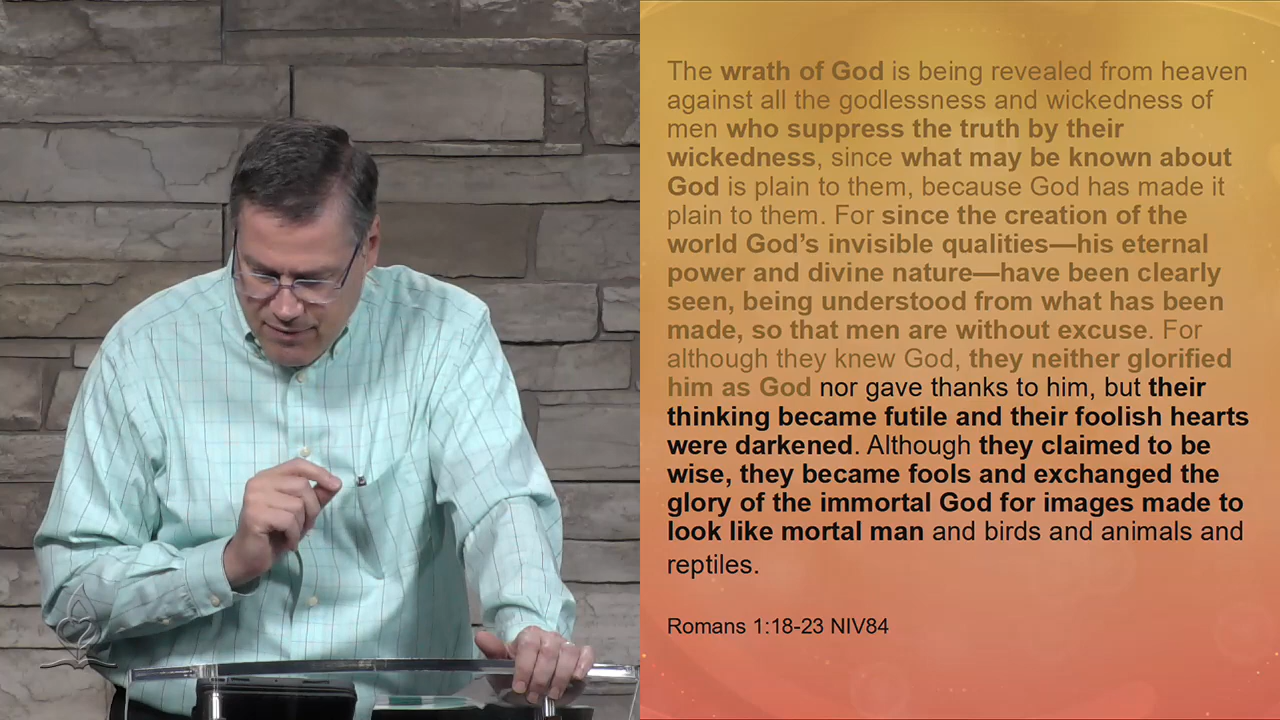 The wrath of God is being revealed from heaven
against all the godlessness and wickedness of
men who suppress the truth by their
wickedness, since what may be known about
God is plain to them, because God has made it
plain to them. For since the creation of the
world God’s invisible qualities—his eternal
power and divine nature—have been clearly
seen, being understood from what has been
made, so that men are without excuse. For
although they knew God, they neither glorified
him as God nor gave thanks to him, but their
thinking became futile and their foolish hearts
were darkened. Although they claimed to be
wise, they became fools and exchanged the
glory of the immortal God for images made to
look like mortal man and birds and animals and
reptiles.
Romans 1:18-23 NIV84